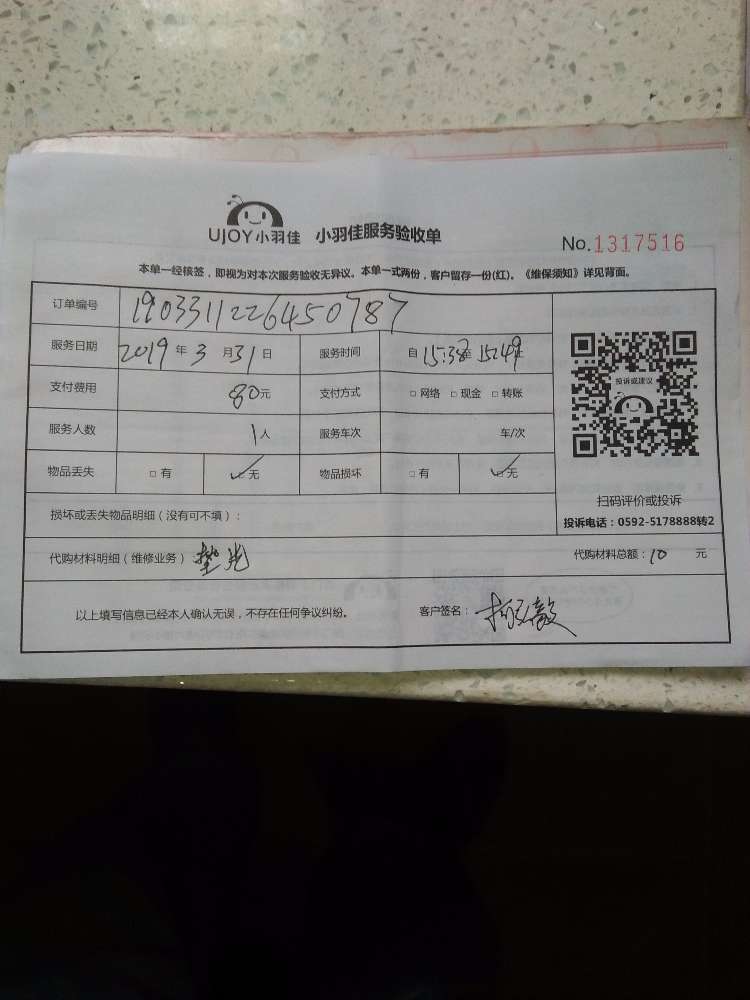 UJOY小羽佳 小羽佳服务验收单
No.1317516
本单一经核签，即视为对本次服务验收无异议。本单一式两份，客户留存一份(红)。《维保须知》详见背面。
订单编号 1903311226450787
服务日期 2019年3月31日 服务时间 自15:38至15:49
投诉或建议
支付费用 80元 支付方式 □网络 □现金 □转账
服务人数 1人 服务车次 车/次
物品丢失 □有 ✓无 物品损坏 □有 ✓无
扫码评价或投诉
损坏或丢失物品明细（没有可不填）：
投诉电话：0592-5178888转2
代购材料明细（维修业务） 代购材料总额：10 元
以上填写信息已经本人确认无误，不存在任何争议纠纷。 客户签名：